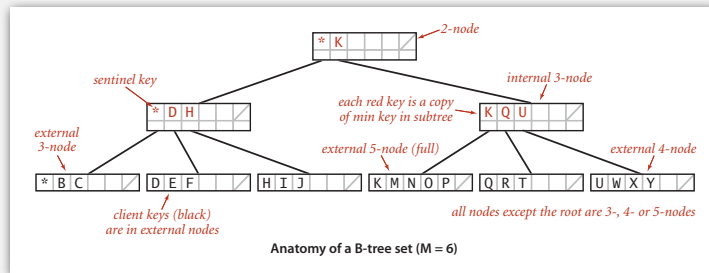 * K
2-node
sentinel key
internal 3-node
* D H
each red key is a copy
of min key in subtree
K Q U
external
3-node
external 5-node (full)
external 4-node
* B C
D E F
H I J
K M N O P
Q R T
U W X Y
client keys (black)
are in external nodes
all nodes except the root are 3-, 4- or 5-nodes
Anatomy of a B-tree set (M = 6)